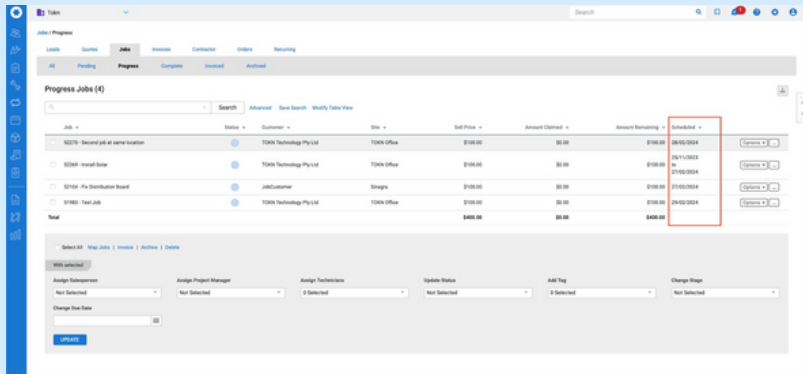 Tokn
Search
1
Jobs / Progress
Leads Quotes Jobs Invoices Contractor Orders Recurring
All Pending Progress Complete Invoiced Archived
Progress Jobs (4)
Search Advanced Save Search Modify Table View
Job Status Customer Site Sell Price Amount Claimed Amount Remaining Scheduled
52270 - Second job at same location TOKN Technology Pty Ltd TOKN Office $100.00 $0.00 $100.00 28/02/2024 Options ...
52269 - Install Solar TOKN Technology Pty Ltd TOKN Office $100.00 $0.00 $100.00 25/11/2023 to 27/02/2024 Options ...
52104 - Fix Distribution Board JobCustomer Smagra $100.00 $0.00 $100.00 27/02/2024 Options ...
51983 - Test Job TOKN Technology Pty Ltd TOKN Office $100.00 $0.00 $100.00 29/02/2024 Options ...
Total $400.00 $0.00 $400.00
Select All Map Jobs | Invoice | Archive | Delete
With selected
Assign Salesperson Assign Project Manager Assign Technicians Update Status Add Tag Change Stage
Not Selected Not Selected 0 Selected Not Selected 0 Selected Not Selected
Change Due Date
UPDATE